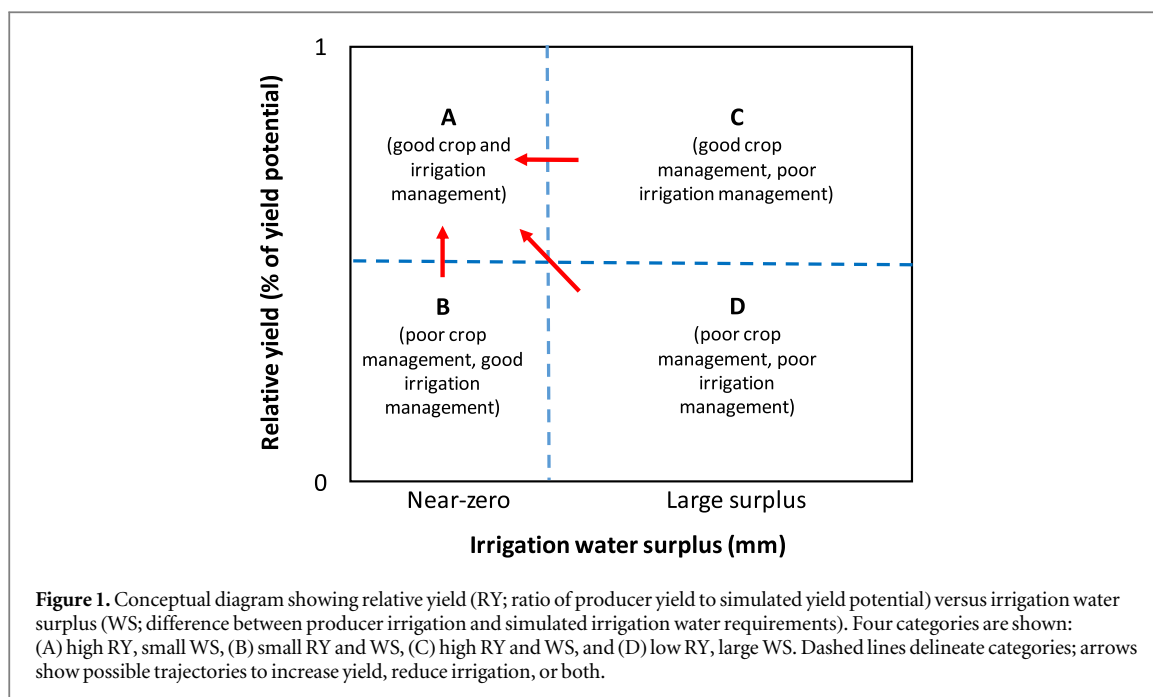 1
Relative yield (% of yield potential)
A
(good crop and
irrigation
management)
C
(good crop
management, poor
irrigation management)
B
(poor crop
management, good
irrigation
management)
D
(poor crop
management, poor
irrigation
management)
0
Near-zero
Large surplus
Irrigation water surplus (mm)
Figure 1. Conceptual diagram showing relative yield (RY; ratio of producer yield to simulated yield potential) versus irrigation water
surplus (WS; difference between producer irrigation and simulated irrigation water requirements). Four categories are shown:
(A) high RY, small WS, (B) small RY and WS, (C) high RY and WS, and (D) low RY, large WS. Dashed lines delineate categories; arrows
show possible trajectories to increase yield, reduce irrigation, or both.